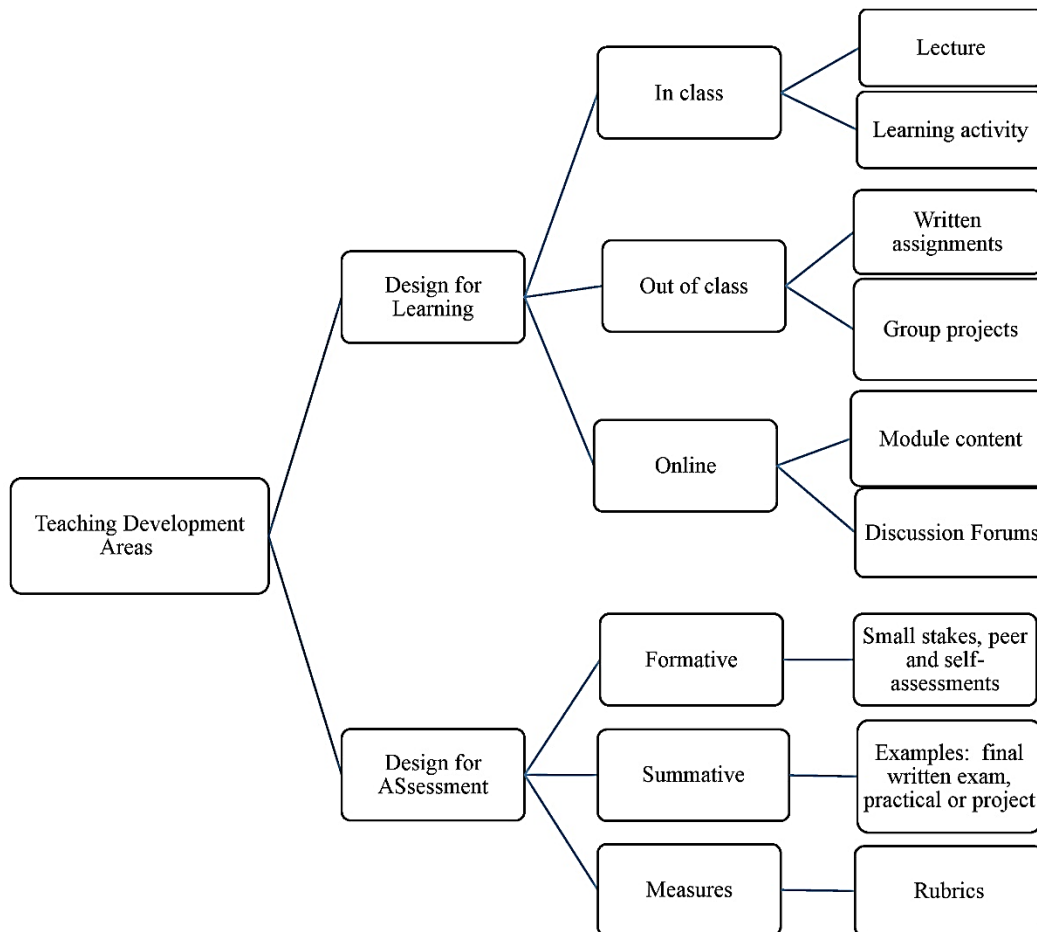 Lecture
In class
Learning activity
Written
assignments
Design for
Learning
Out of class
Group projects
Module content
Online
Teaching Development
Areas
Discussion Forums
Small stakes, peer
and self-
assessments
Formative
Design for
ASsessment
Summative
Examples:  final
written exam,
practical or project
Measures
Rubrics